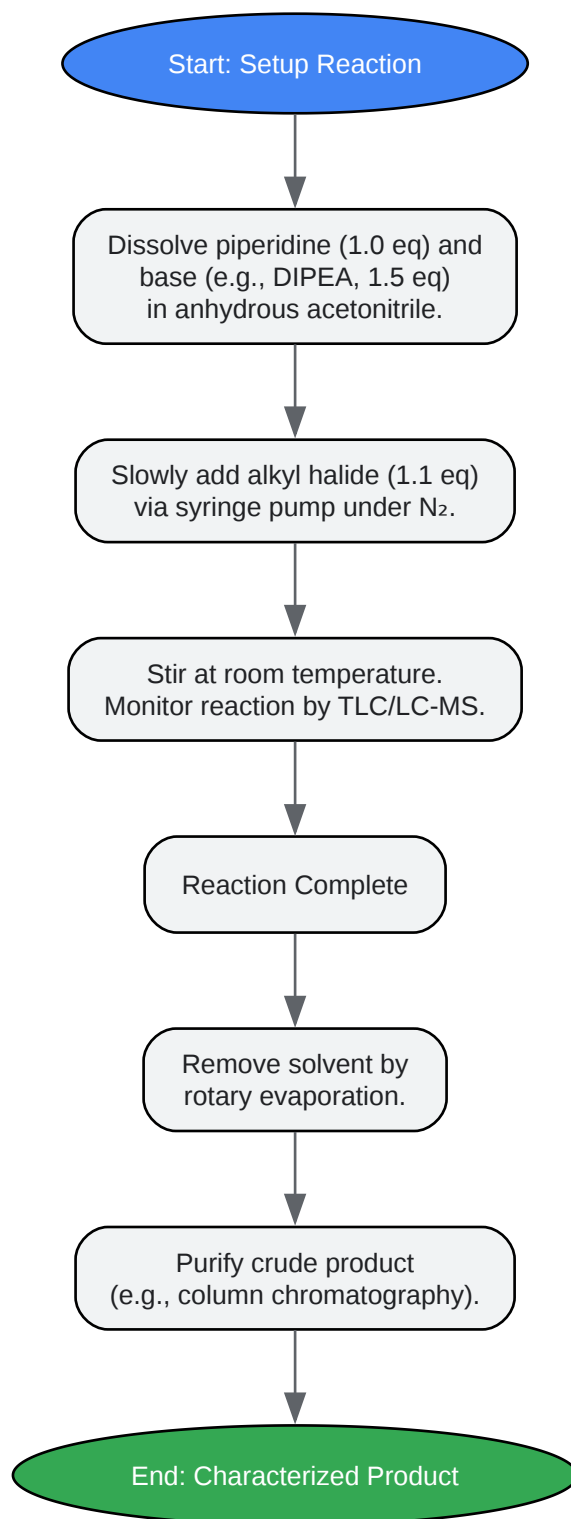 Start: Setup Reaction
Dissolve piperidine (1.0 eq) and
base (e.g., DIPEA, 1.5 eq)
in anhydrous acetonitrile.
Slowly add alkyl halide (1.1 eq)
via syringe pump under N₂.
Stir at room temperature.
Monitor reaction by TLC/LC-MS.
Reaction Complete
Remove solvent by
rotary evaporation.
Purify crude product
(e.g., column chromatography).
End: Characterized Product